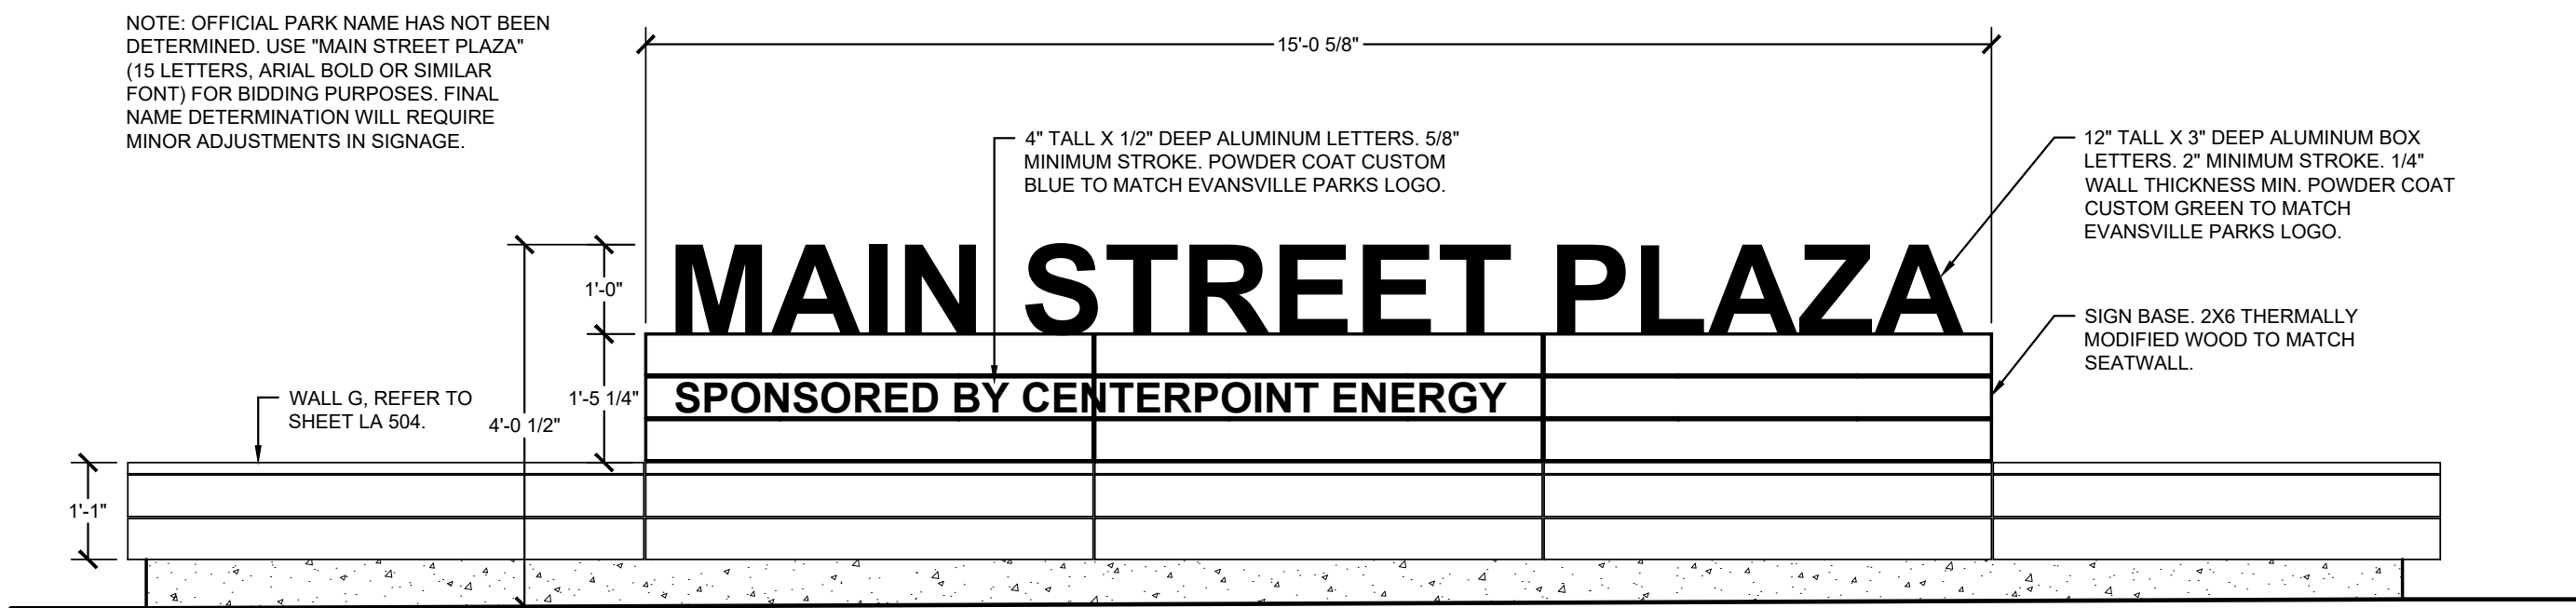 NOTE: OFFICIAL PARK NAME HAS NOT BEEN
DETERMINED. USE "MAIN STREET PLAZA"
(15 LETTERS, ARIAL BOLD OR SIMILAR
FONT) FOR BIDDING PURPOSES. FINAL
NAME DETERMINATION WILL REQUIRE
MINOR ADJUSTMENTS IN SIGNAGE.
15'-0 5/8"
4" TALL X 1/2" DEEP ALUMINUM LETTERS. 5/8"
MINIMUM STROKE. POWDER COAT CUSTOM
BLUE TO MATCH EVANSVILLE PARKS LOGO.
12" TALL X 3" DEEP ALUMINUM BOX
LETTERS. 2" MINIMUM STROKE. 1/4"
WALL THICKNESS MIN. POWDER COAT
CUSTOM GREEN TO MATCH
EVANSVILLE PARKS LOGO.
MAIN STREET PLAZA
1'-0"
SIGN BASE. 2X6 THERMALLY
MODIFIED WOOD TO MATCH
SEATWALL.
SPONSORED BY CENTERPOINT ENERGY
1'-5 1/4"
WALL G, REFER TO
SHEET LA 504.
4'-0 1/2"
1'-1"